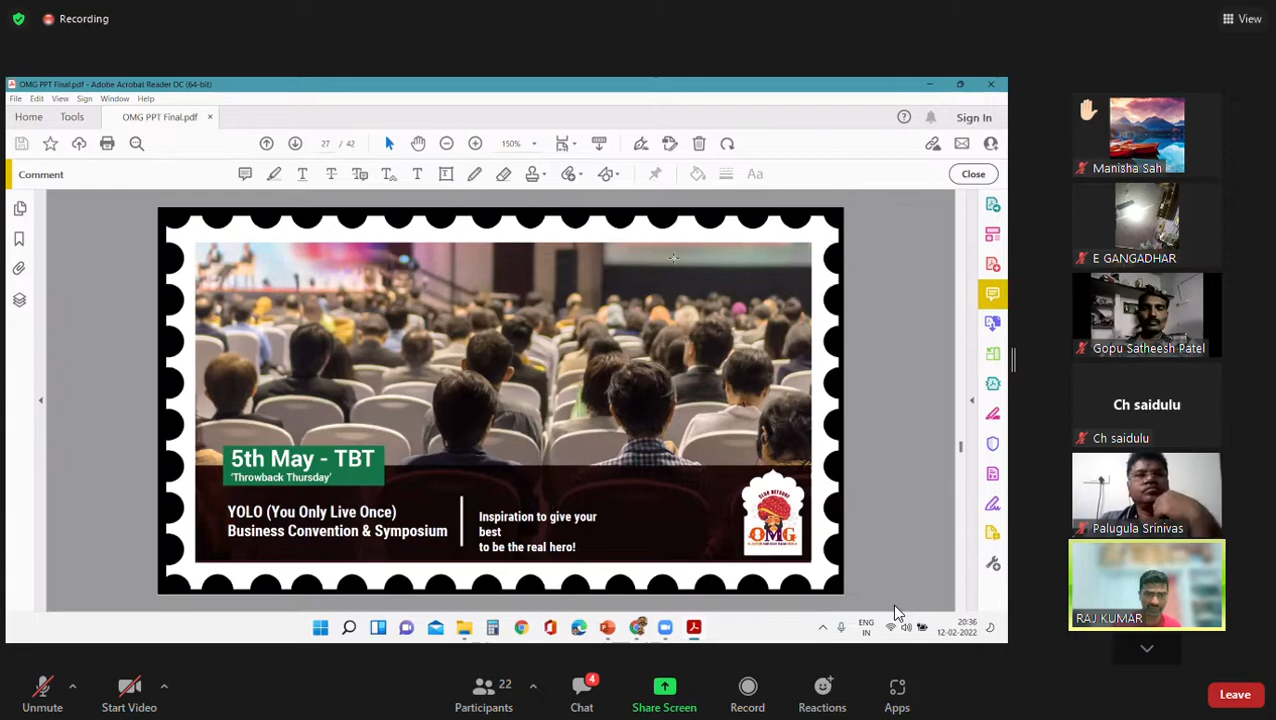 Recording
View
OMG PPT Final.pdf - Adobe Acrobat Reader DC (64-bit)
File Edit View Sign Window Help
Home Tools OMG PPT Final.pdf × Sign In
27 / 42 150%
Comment Aa Close
5th May - TBT
'Throwback Thursday'
YOLO (You Only Live Once)
Business Convention & Symposium
Inspiration to give your
best
to be the real hero!
OMG
ENG
IN
20:36
12-02-2022
Manisha Sah
E GANGADHAR
Gopu Satheesh Patel
Ch saidulu
Ch saidulu
Palugula Srinivas
RAJ KUMAR
Unmute
Start Video
22
Participants
4
Chat
Share Screen
Record
Reactions
Apps
Leave